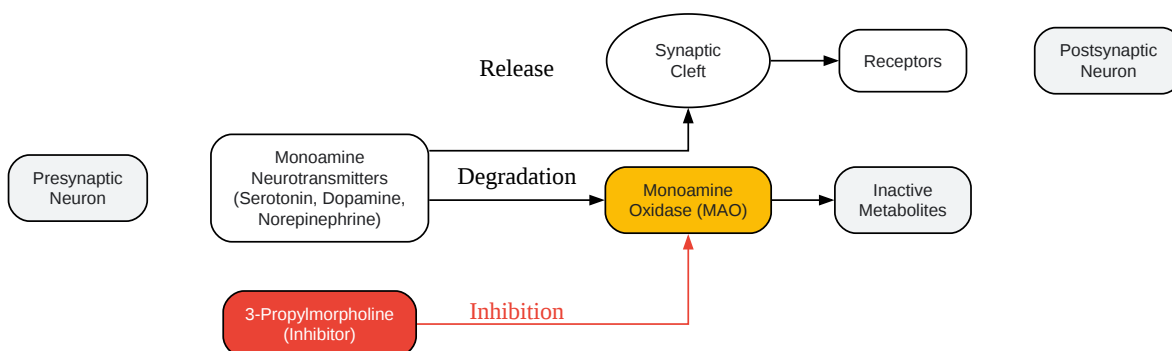 Synaptic
Cleft
Receptors
Postsynaptic
Neuron
Release
Presynaptic
Neuron
Monoamine
Neurotransmitters
(Serotonin, Dopamine,
Norepinephrine)
Degradation
Monoamine
Oxidase (MAO)
Inactive
Metabolites
3-Propylmorpholine
(Inhibitor)
Inhibition